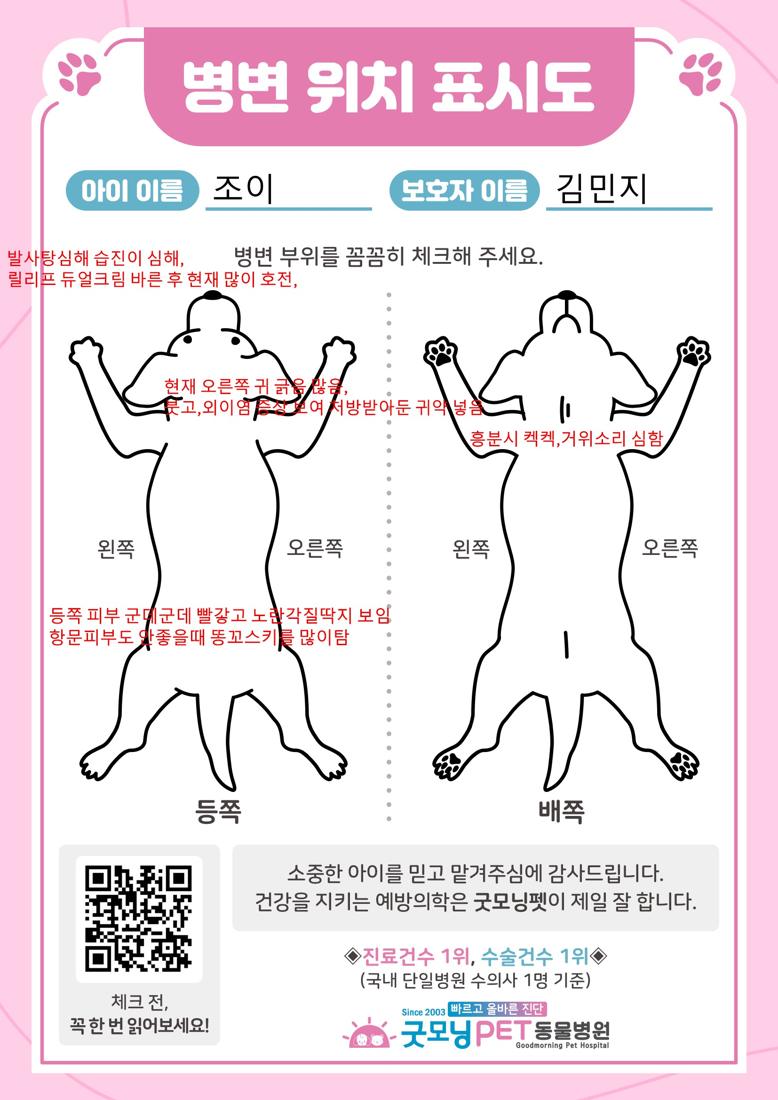 병변 위치 표시도
아이 이름 조이
보호자 이름 김민지
발사탕심해 습진이 심해,
릴리프 듀얼크림 바른 후 현재 많이 호전,
병변 부위를 꼼꼼히 체크해 주세요.
현재 오른쪽 귀 긁음 많음,
붓고,외이염 증상 보여 처방받아둔 귀약 넣음
흥분시 켁켁,거위소리 심함
왼쪽
오른쪽
왼쪽
오른쪽
등쪽 피부 군데군데 빨갛고 노란각질딱지 보임
항문피부도 안좋을때 똥꼬스키를 많이탐
등쪽
배쪽
체크 전,
꼭 한 번 읽어보세요!
소중한 아이를 믿고 맡겨주심에 감사드립니다.
건강을 지키는 예방의학은 굿모닝펫이 제일 잘 합니다.
◈진료건수 1위, 수술건수 1위◈
(국내 단일병원 수의사 1명 기준)
Since 2003 빠르고 올바른 진단
굿모닝PET동물병원
Goodmorning Pet Hospital